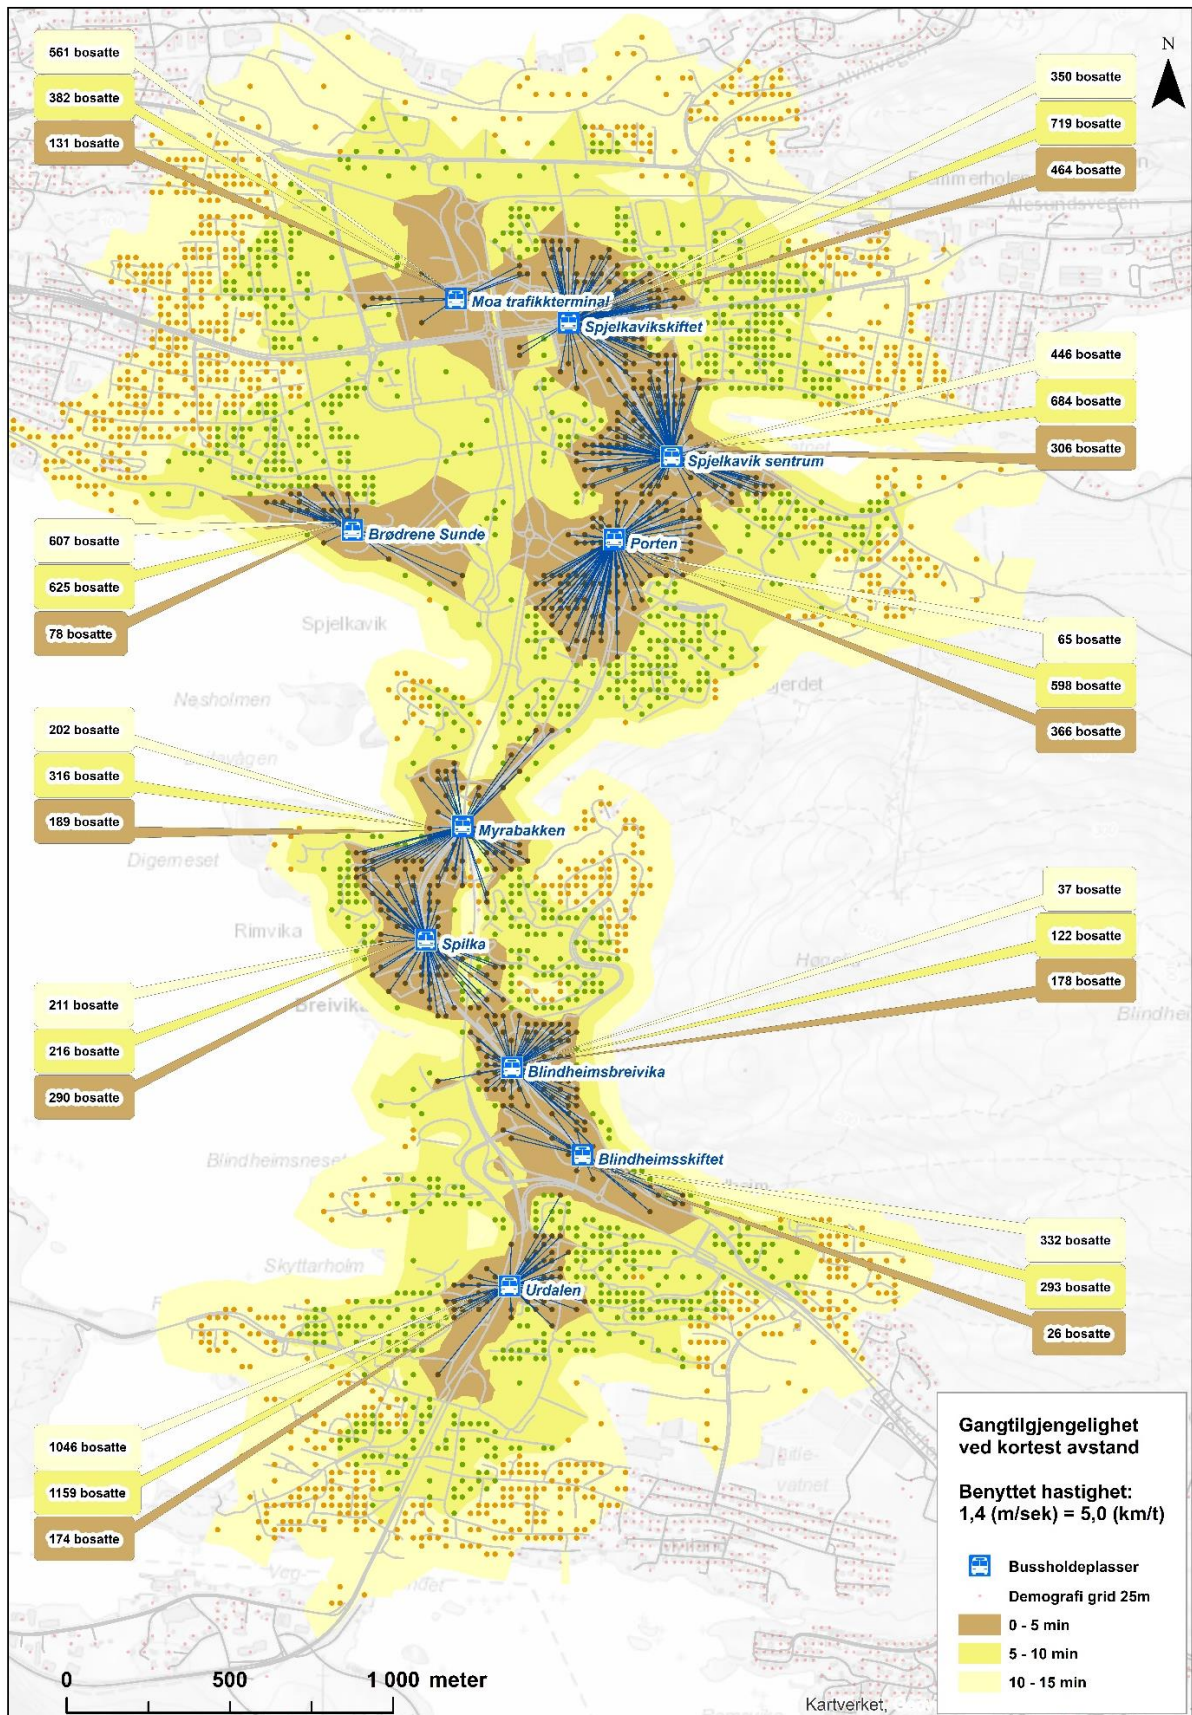 561 bosatte
382 bosatte
131 bosatte
N
350 bosatte
719 bosatte
464 bosatte
Ålesundsvegen
Moa trafikkterminal
Spjelkavikskiftet
446 bosatte
684 bosatte
306 bosatte
Spjelkavik sentrum
Brødrene Sunde
Porten
607 bosatte
625 bosatte
78 bosatte
Spjelkavik
65 bosatte
598 bosatte
366 bosatte
Nesholmen
202 bosatte
316 bosatte
189 bosatte
Myrabakken
Digerneset
37 bosatte
122 bosatte
178 bosatte
Rimvika
Spilka
211 bosatte
216 bosatte
290 bosatte
Breivika
Blindheimsbreivika
Blindheimsneset
Blindheimsskiftet
332 bosatte
293 bosatte
26 bosatte
Skyttarholm
Urdalen
1046 bosatte
1159 bosatte
174 bosatte
vatnet
Gangtilgjengelighet
ved kortest avstand
Benyttet hastighet:
1,4 (m/sek) = 5,0 (km/t)
Bussholdeplasser
Demografi grid 25m
0 - 5 min
5 - 10 min
10 - 15 min
0 500 1 000 meter
Kartverket,